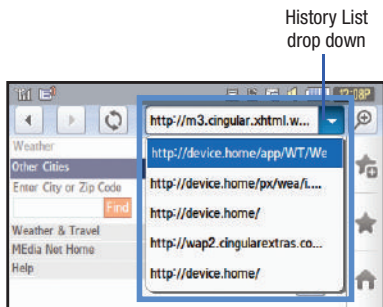 History List
drop down
12:08P
http://m3.cingular.xhtml.w...
Weather
Other Cities
Enter City or Zip Code
Find
Weather & Travel
MEdia Net Home
Help
http://device.home/app/WT/We
http://device.home/px/wea/i....
http://device.home/
http://wap2.cingularextras.co...
http://device.home/